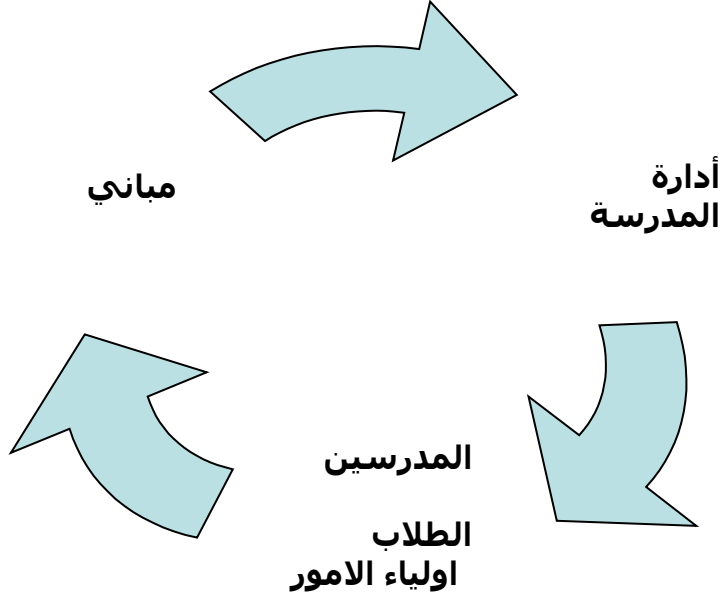 أدارة
المدرسة
مباني
المدرسين
الطلاب
اولياء الامور